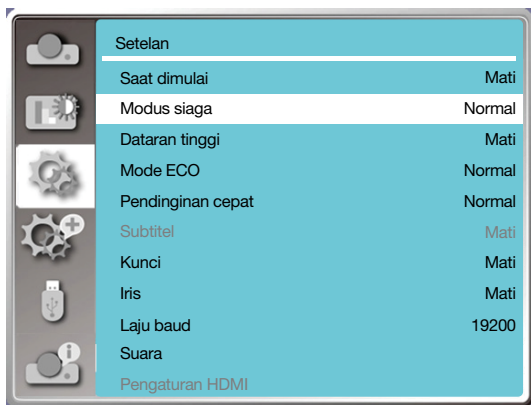 Setelan
Saat dimulai Mati
Modus siaga Normal
Dataran tinggi Mati
Mode ECO Normal
Pendinginan cepat Normal
Subtitel Mati
Kunci Mati
Iris Mati
Laju baud 19200
Suara
Pengaturan HDMI